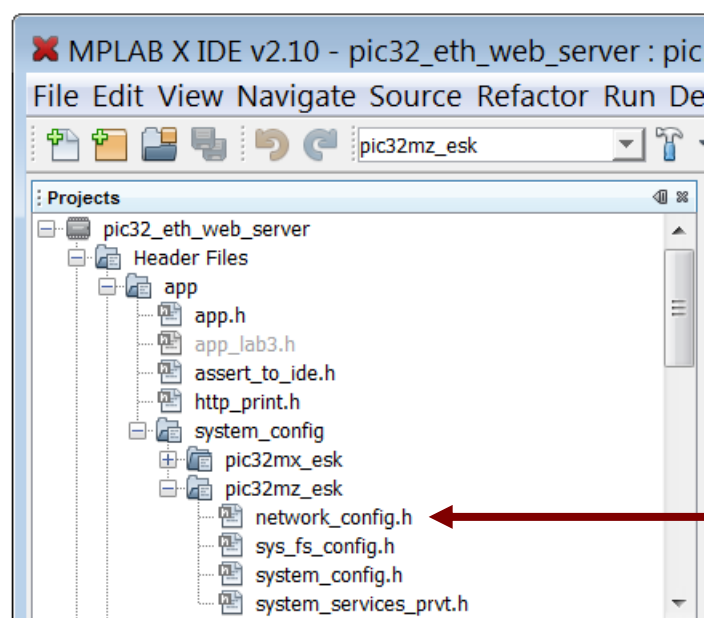 MPLAB X IDE v2.10 - pic32_eth_web_server : pic
File Edit View Navigate Source Refactor Run De
pic32mz_esk
Projects
pic32_eth_web_server
Header Files
app
app.h
app_lab3.h
assert_to_ide.h
http_print.h
system_config
pic32mx_esk
pic32mz_esk
network_config.h
sys_fs_config.h
system_config.h
system_services_prvt.h